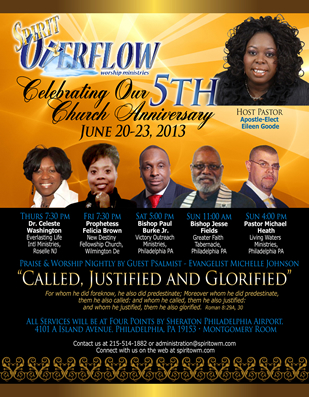 SPIRIT
OVERFLOW
worship ministries
Celebrating Our 5TH
Church Anniversary
JUNE 20-23, 2013
HOST PASTOR
Apostle-Elect
Eileen Goode
THURS 7:30 PM
Dr. Celeste
Washington
Everlasting Life
Intl Ministries,
Roselle NJ
FRI 7:30 PM
Prophetess
Felicia Brown
New Destiny
Fellowship Church,
Wilmington De
SAT 5:00 PM
Bishop Paul
Burke Jr.
Victory Outreach
Ministries,
Philadelphia PA
SUN 11:00 AM
Bishop Jesse
Fields
Greater Faith
Tabernacle,
Philadelphia PA
SUN 4:00 PM
Pastor Michael
Heath
Living Waters
Ministries,
Philadelphia PA
PRAISE & WORSHIP NIGHTLY BY GUEST PSALMIST - EVANGELIST MICHELLE JOHNSON
"CALLED, JUSTIFIED AND GLORIFIED"
For whom he did foreknow, he also did predestinate; Moreover whom he did predestinate,
them he also called: and whom he called, them he also justified:
and whom he justified, them he also glorified. Roman 8:29A, 30
ALL SERVICES WILL BE AT FOUR POINTS BY SHERATON PHILADELPHIA AIRPORT,
4101 A ISLAND AVENUE, PHILADELPHIA, PA 19153 - MONTGOMERY ROOM
Contact us at 215-514-1882 or administration@spiritowm.com
Connect with us on the web at spiritowm.com